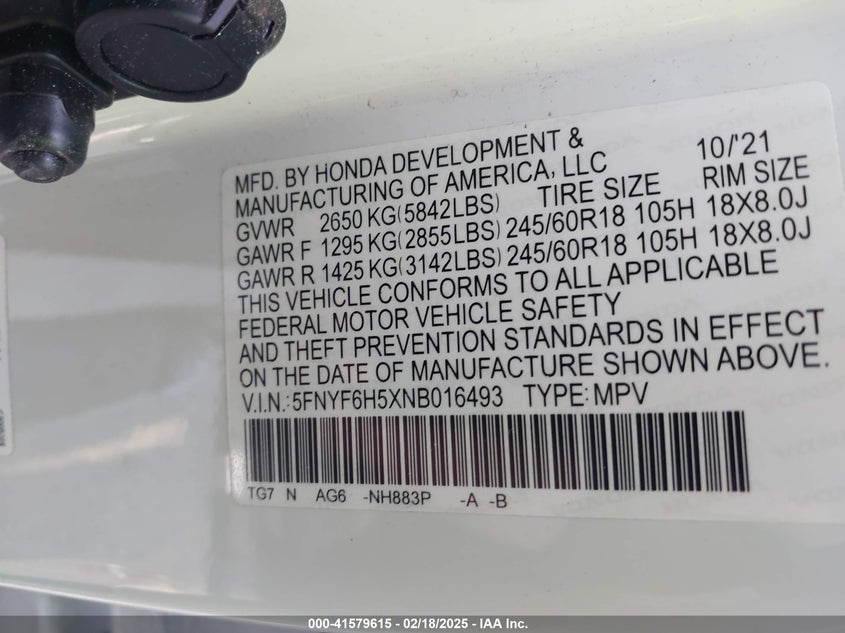 MFD. BY HONDA DEVELOPMENT & 10/'21
MANUFACTURING OF AMERICA, LLC
GVWR 2650 KG(5842LBS) TIRE SIZE RIM SIZE
GAWR F 1295 KG(2855LBS) 245/60R18 105H 18X8.0J
GAWR R 1425 KG(3142LBS) 245/60R18 105H 18X8.0J
THIS VEHICLE CONFORMS TO ALL APPLICABLE
FEDERAL MOTOR VEHICLE SAFETY
AND THEFT PREVENTION STANDARDS IN EFFECT
ON THE DATE OF MANUFACTURE SHOWN ABOVE.
V.I.N.:5FNYF6H5XNB016493 TYPE:MPV
TG7 N AG6 -NH883P -A -B
000-41579615 - 02/18/2025 - IAA Inc.